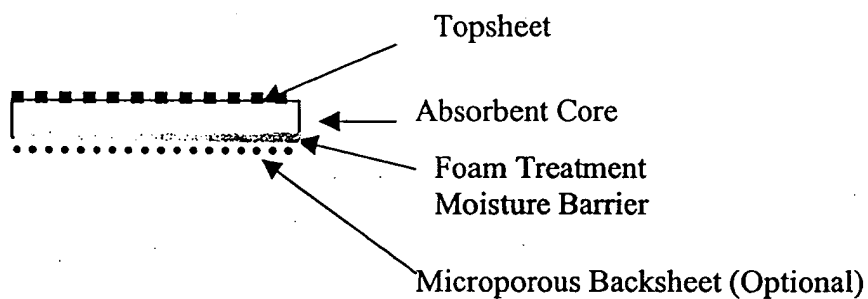 Topsheet
Absorbent Core
Foam Treatment
Moisture Barrier
Microporous Backsheet (Optional)